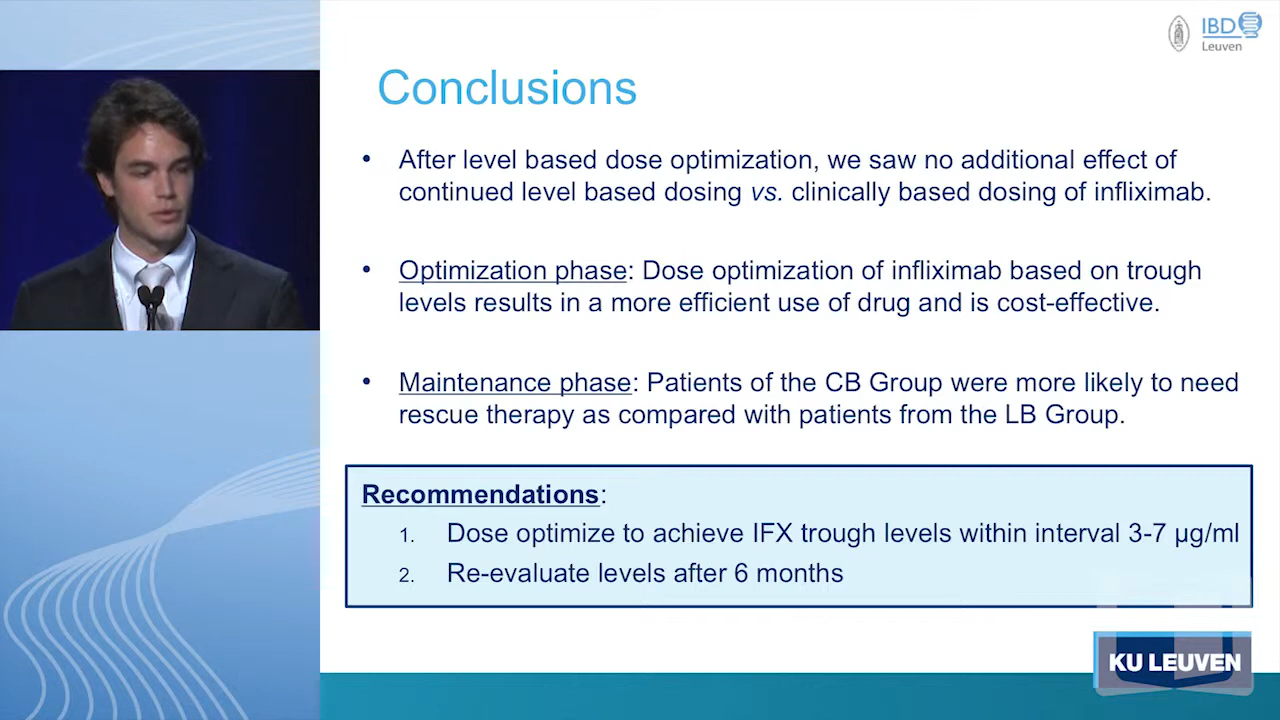 IBD
Leuven
Conclusions
• After level based dose optimization, we saw no additional effect of
continued level based dosing vs. clinically based dosing of infliximab.
• Optimization phase: Dose optimization of infliximab based on trough
levels results in a more efficient use of drug and is cost-effective.
• Maintenance phase: Patients of the CB Group were more likely to need
rescue therapy as compared with patients from the LB Group.
Recommendations:
1. Dose optimize to achieve IFX trough levels within interval 3-7 µg/ml
2. Re-evaluate levels after 6 months
KU LEUVEN